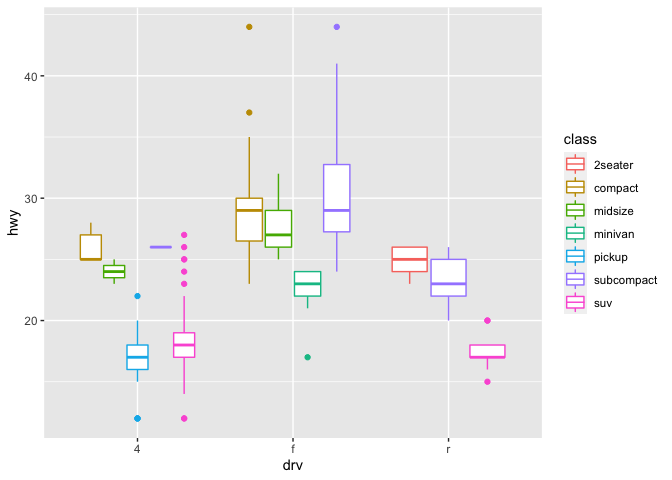 40
30
20
hwy
4
f
r
drv
class
2seater
compact
midsize
minivan
pickup
subcompact
suv